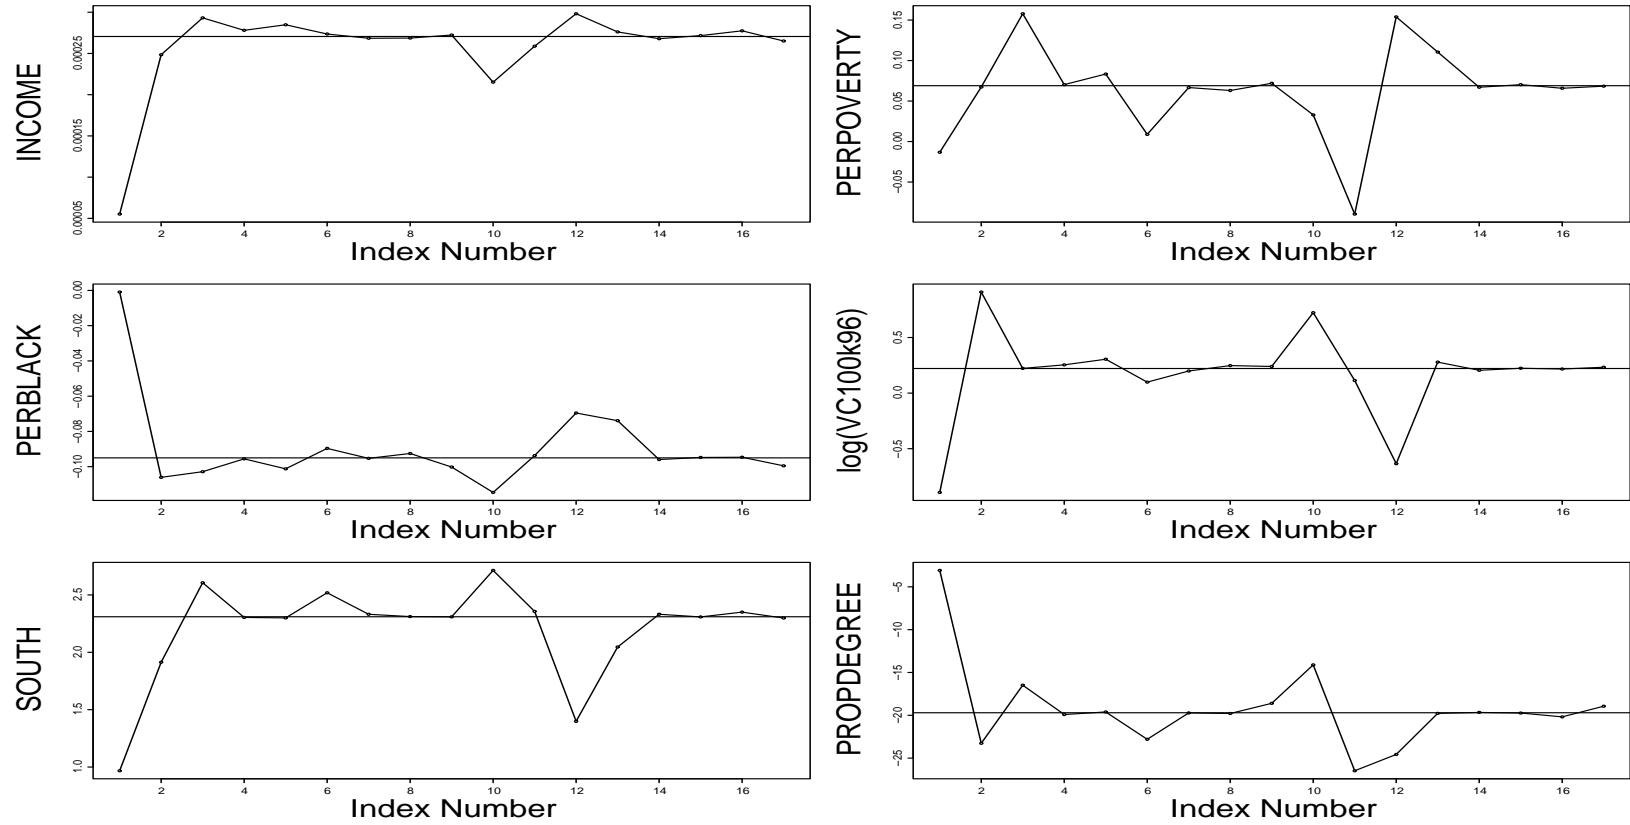 INCOME
0.00005 0.00015 0.00025
2 4 6 8 10 12 14 16
Index Number
PERPOVERTY
−0.05 0.00 0.05 0.10 0.15
2 4 6 8 10 12 14 16
Index Number
PERBLACK
−0.10 −0.08 −0.06 −0.04 −0.02 0.00
2 4 6 8 10 12 14 16
Index Number
log(VC100k96)
−0.5 0.0 0.5
2 4 6 8 10 12 14 16
Index Number
SOUTH
1.0 1.5 2.0 2.5
2 4 6 8 10 12 14 16
Index Number
PROPDEGREE
−25 −20 −15 −10 −5
2 4 6 8 10 12 14 16
Index Number